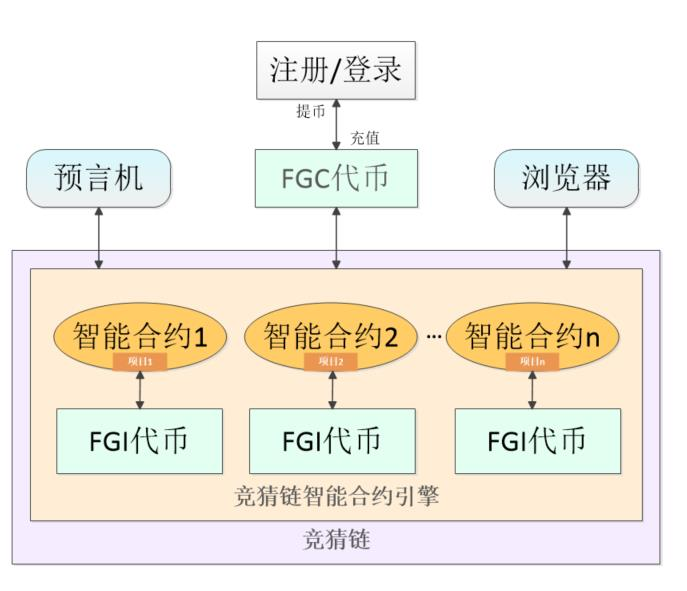 注册/登录
提币
充值
预言机
FGC代币
浏览器
智能合约1
项目1
智能合约2
项目2
...
智能合约n
项目n
FGI代币
FGI代币
FGI代币
竞猜链智能合约引擎
竞猜链